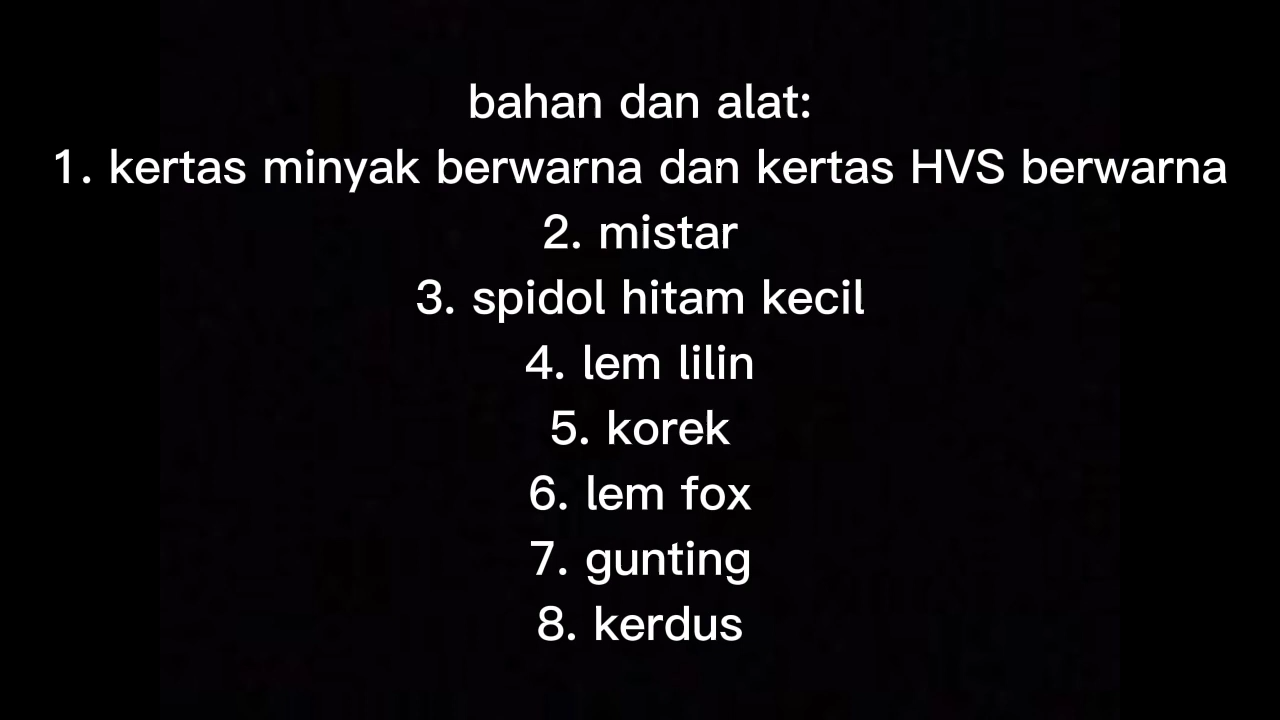 bahan dan alat:
1. kertas minyak berwarna dan kertas HVS berwarna
2. mistar
3. spidol hitam kecil
4. lem lilin
5. korek
6. lem fox
7. gunting
8. kerdus